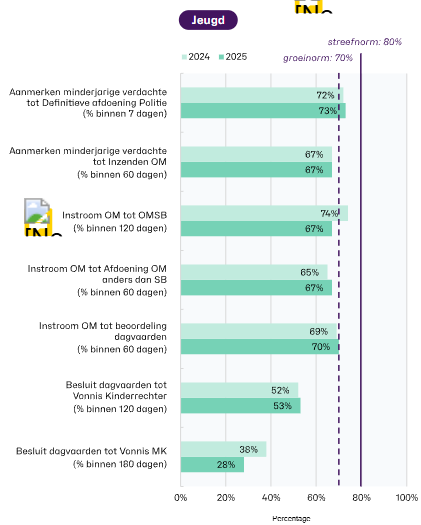 Jeugd
streefnorm: 80%
groeinorm: 70%
2024 2025
Aanmerken minderjarige verdachte
tot Definitieve afdoening Politie
(% binnen 7 dagen)
72%
73%
Aanmerken minderjarige verdachte
tot Inzenden OM
(% binnen 60 dagen)
67%
67%
Instroom OM tot OMSB
(% binnen 120 dagen)
74%
67%
Instroom OM tot Afdoening OM
anders dan SB
(% binnen 60 dagen)
65%
67%
Instroom OM tot beoordeling
dagvaarden
(% binnen 60 dagen)
69%
70%
Besluit dagvaarden tot
Vonnis Kinderrechter
(% binnen 120 dagen)
52%
53%
Besluit dagvaarden tot Vonnis MK
(% binnen 180 dagen)
38%
28%
0% 20% 40% 60% 80% 100%
Percentage